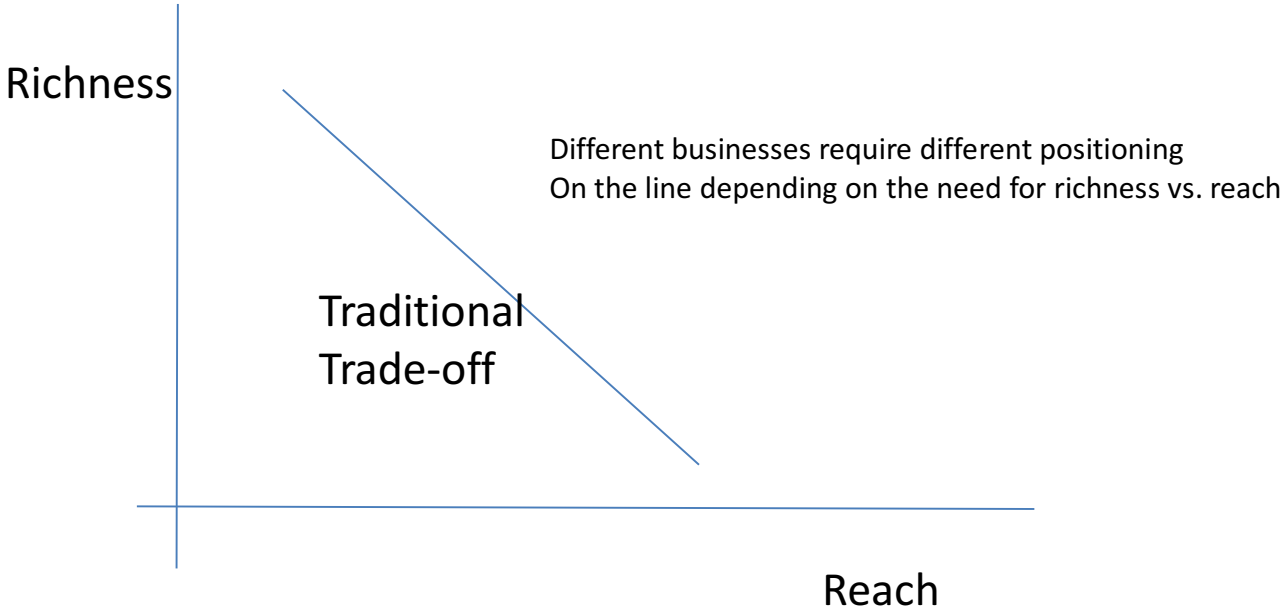 Richness
Different businesses require different positioning
On the line depending on the need for richness vs. reach
Traditional
Trade-off
Reach